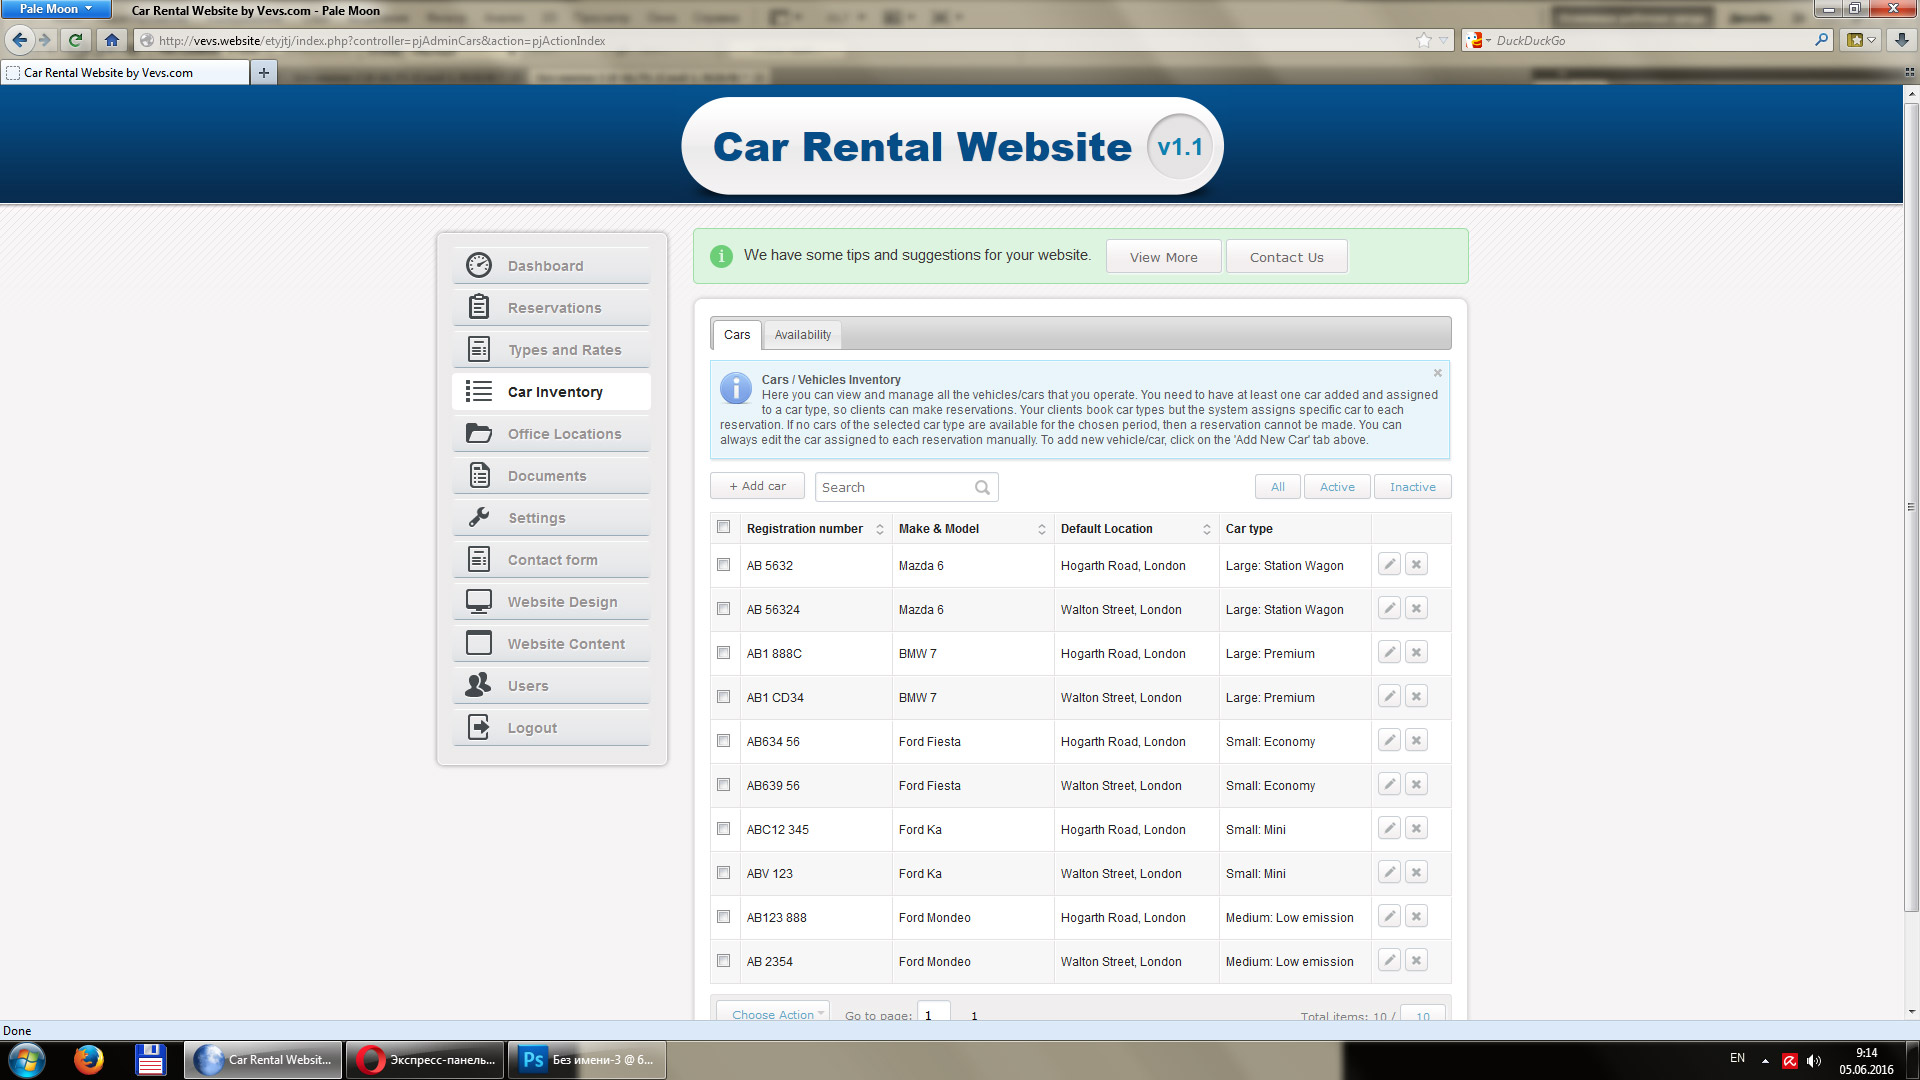 Pale Moon
Car Rental Website by Vevs.com - Pale Moon
http://vevs.website/etyjtj/index.php?controller=pjAdminCars&action=pjActionIndex
DuckDuckGo
Car Rental Website by Vevs.com
Car Rental Website v1.1
Dashboard
Reservations
Types and Rates
Car Inventory
Office Locations
Documents
Settings
Contact form
Website Design
Website Content
Users
Logout
We have some tips and suggestions for your website. View More Contact Us
Cars Availability
Cars / Vehicles Inventory
Here you can view and manage all the vehicles/cars that you operate. You need to have at least one car added and assigned
to a car type, so clients can make reservations. Your clients book car types but the system assigns specific car to each
reservation. If no cars of the selected car type are available for the chosen period, then a reservation cannot be made. You can
always edit the car assigned to each reservation manually. To add new vehicle/car, click on the 'Add New Car' tab above.
+ Add car Search All Active Inactive
Registration number Make & Model Default Location Car type
AB 5632 Mazda 6 Hogarth Road, London Large: Station Wagon
AB 56324 Mazda 6 Walton Street, London Large: Station Wagon
AB1 888C BMW 7 Hogarth Road, London Large: Premium
AB1 CD34 BMW 7 Walton Street, London Large: Premium
AB634 56 Ford Fiesta Hogarth Road, London Small: Economy
AB639 56 Ford Fiesta Walton Street, London Small: Economy
ABC12 345 Ford Ka Hogarth Road, London Small: Mini
ABV 123 Ford Ka Walton Street, London Small: Mini
AB123 888 Ford Mondeo Hogarth Road, London Medium: Low emission
AB 2354 Ford Mondeo Walton Street, London Medium: Low emission
Choose Action Go to page: 1 1 Total items: 10 / 10
Done
Car Rental Websit... Экспресс-панель... Ps Без имени-3 @ 6... EN 9:14
05.06.2016